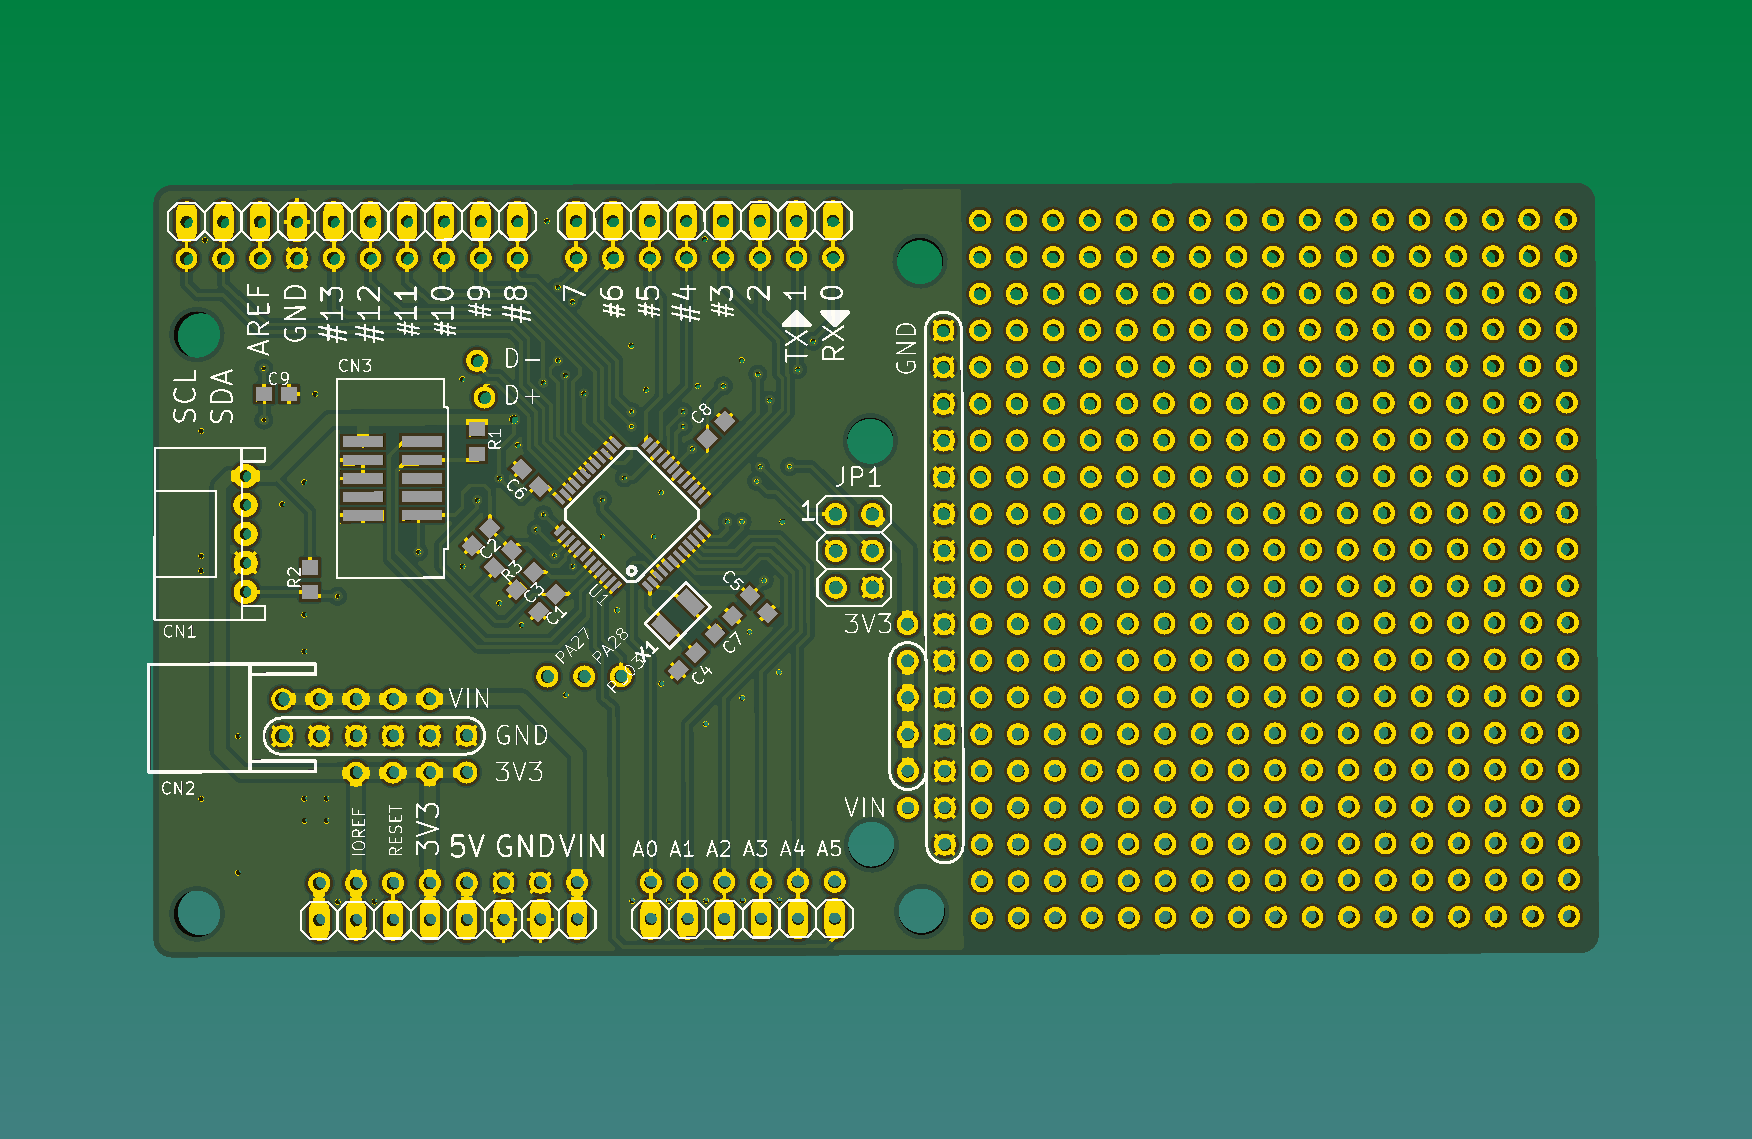 AREF
GND
#13
#12
#11
#10
#9
#8
7
#6
#5
#4
#3
2
TX 1
RX 0
SCL
SDA
C9
CN3
D-
D+
GND
C8
R1
C6
JP1
1
C2
R3
C3
C1
U1
R2
CN1
C5
C7
C4
X1
3V3
PA27
PA28
VIN
GND
3V3
CN2
VIN
IOREF
RESET
3V3
5V
GND
VIN
A0
A1
A2
A3
A4
A5